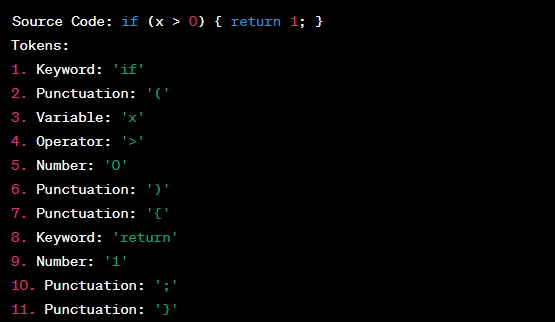 Source Code: if (x > 0) { return 1; }
Tokens:
1. Keyword: 'if'
2. Punctuation: '('
3. Variable: 'x'
4. Operator: '>'
5. Number: '0'
6. Punctuation: ')'
7. Punctuation: '{'
8. Keyword: 'return'
9. Number: '1'
10. Punctuation: ';'
11. Punctuation: '}'